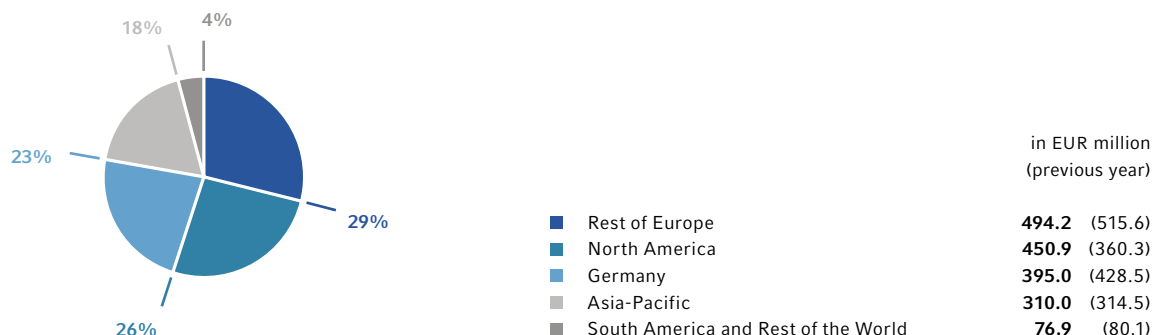 4%
18%
23%
29%
26%
in EUR million
(previous year)
Rest of Europe 494.2 (515.6)
North America 450.9 (360.3)
Germany 395.0 (428.5)
Asia-Pacific 310.0 (314.5)
South America and Rest of the World 76.9 (80.1)